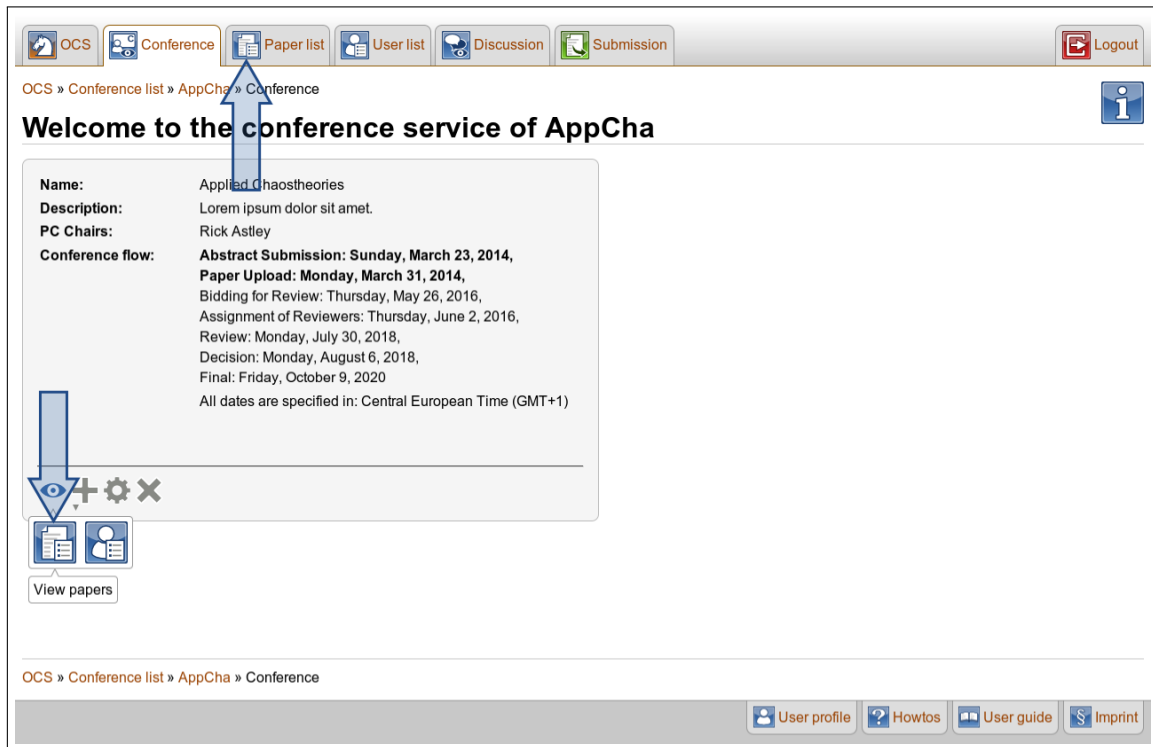 OCS Conference Paper list User list Discussion Submission Logout
OCS » Conference list » AppCha » Conference
Welcome to the conference service of AppCha
Name: Applied Chaostheories
Description: Lorem ipsum dolor sit amet.
PC Chairs: Rick Astley
Conference flow: Abstract Submission: Sunday, March 23, 2014,
Paper Upload: Monday, March 31, 2014,
Bidding for Review: Thursday, May 26, 2016,
Assignment of Reviewers: Thursday, June 2, 2016,
Review: Monday, July 30, 2018,
Decision: Monday, August 6, 2018,
Final: Friday, October 9, 2020
All dates are specified in: Central European Time (GMT+1)
View papers
OCS » Conference list » AppCha » Conference
User profile Howtos User guide Imprint